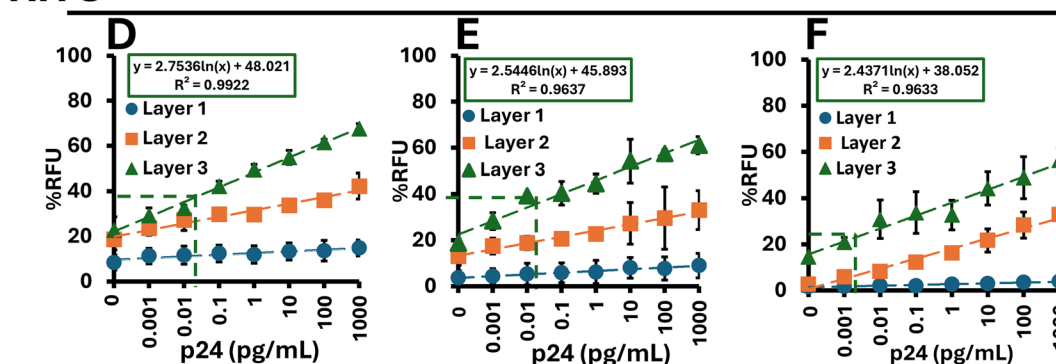 D
100
80
60
40
20
0
%RFU
y = 2.7536ln(x) + 48.021
R² = 0.9922
Layer 1
Layer 2
Layer 3
0
0.001
0.01
0.1
1
10
100
1000
p24 (pg/mL)
E
100
80
60
40
20
0
%RFU
y = 2.5446ln(x) + 45.893
R² = 0.9637
Layer 1
Layer 2
Layer 3
0
0.001
0.01
0.1
1
10
100
1000
p24 (pg/mL)
F
100
80
60
40
20
0
%RFU
y = 2.4371ln(x) + 38.052
R² = 0.9633
Layer 1
Layer 2
Layer 3
0
0.001
0.01
0.1
1
10
100
p24 (pg/mL)